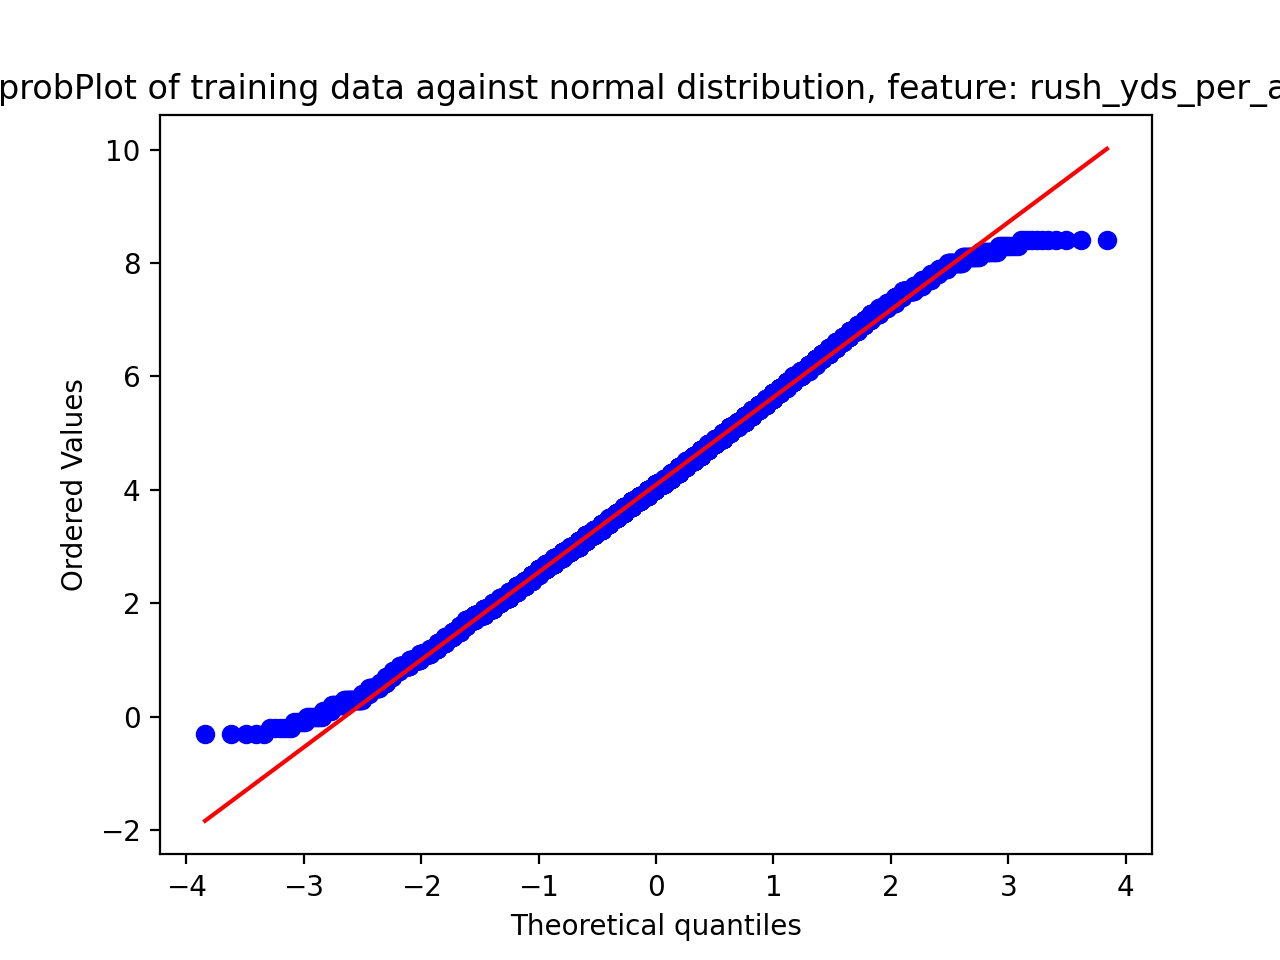 probPlot of training data against normal distribution, feature: rush_yds_per_a
10
8
6
4
2
0
−2
Ordered Values
−4 −3 −2 −1 0 1 2 3 4
Theoretical quantiles